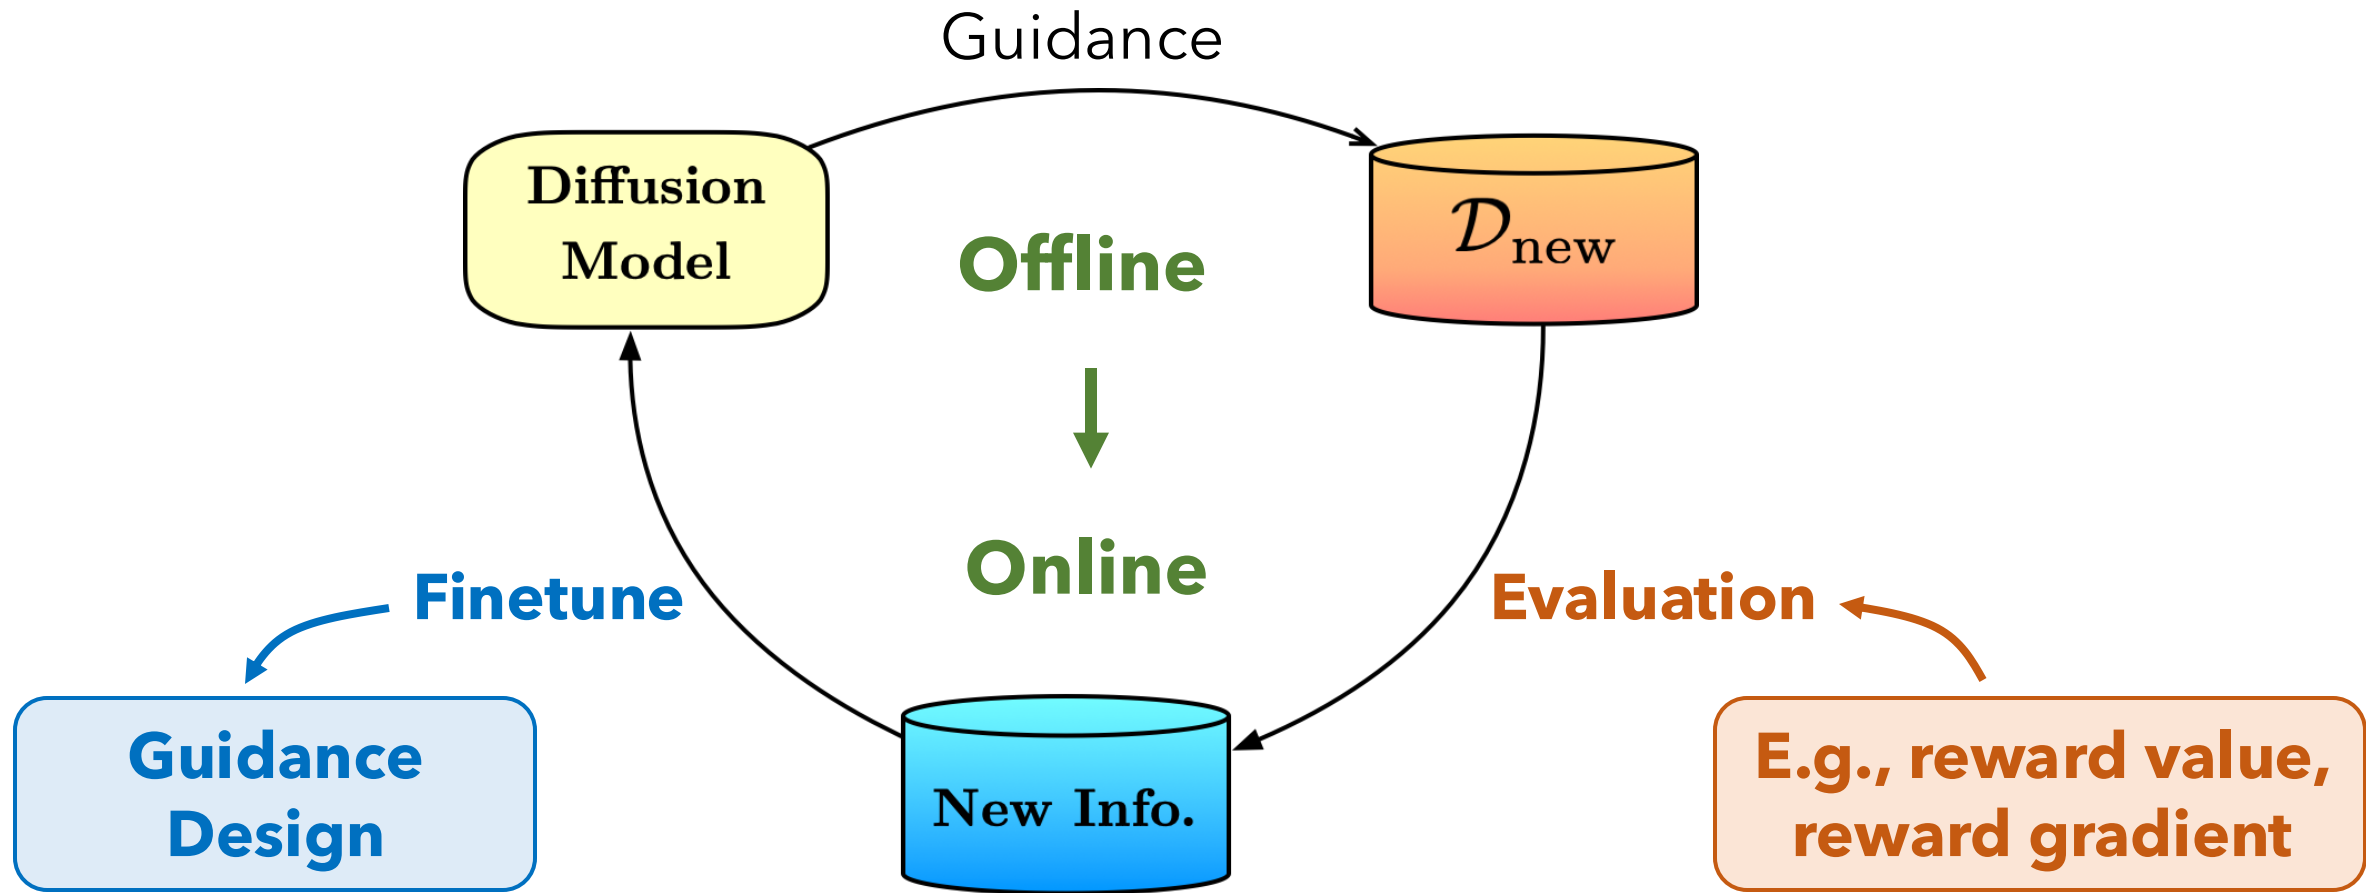 Guidance
Diffusion
Model
𝒟new
Offline
Online
Finetune
Evaluation
Guidance
Design
New Info.
E.g., reward value,
reward gradient